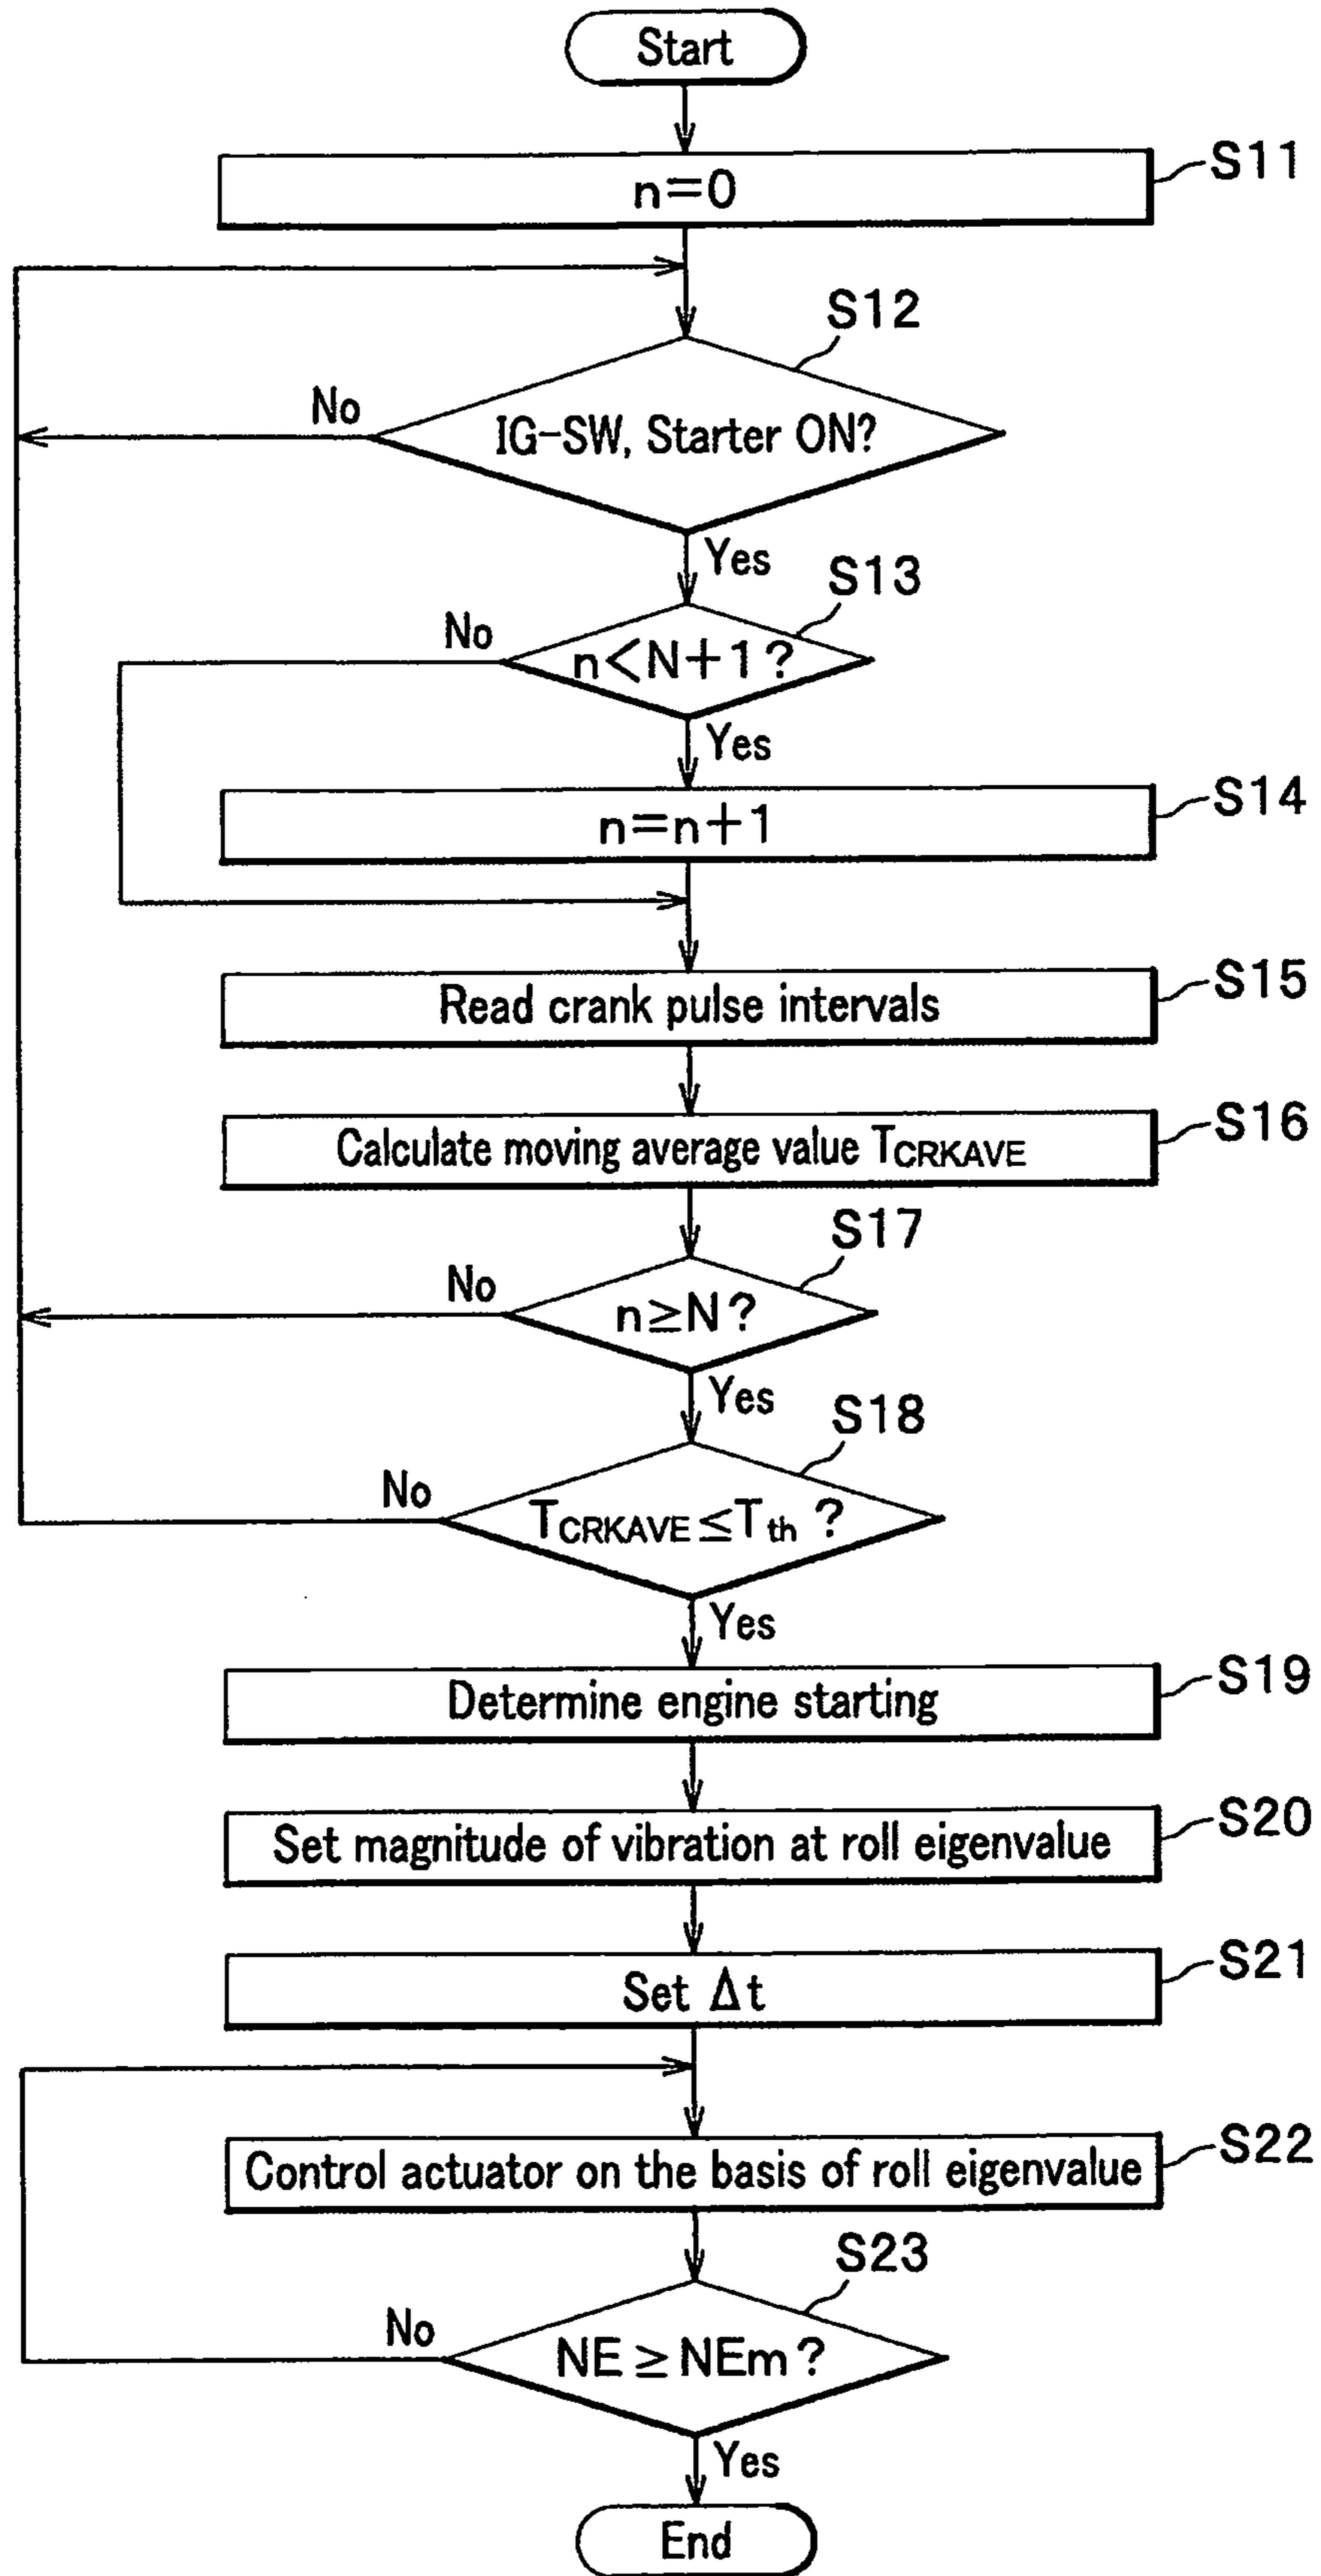 Start
n=0
S11
S12
No
IG-SW, Starter ON?
Yes
S13
No
n<N+1?
Yes
n=n+1
S14
Read crank pulse intervals
S15
Calculate moving average value TCRKAVE
S16
S17
No
n≥N?
Yes
S18
No
TCRKAVE≤Tth?
Yes
Determine engine starting
S19
Set magnitude of vibration at roll eigenvalue
S20
Set Δt
S21
Control actuator on the basis of roll eigenvalue
S22
S23
No
NE≥NEm?
Yes
End